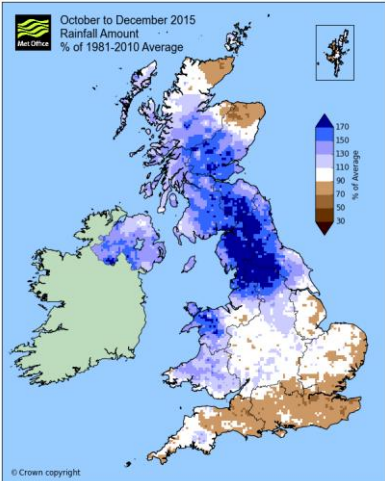 Met Office
October to December 2015
Rainfall Amount
% of 1981-2010 Average
170
150
130
110
90
70
50
30
% of Average
© Crown copyright